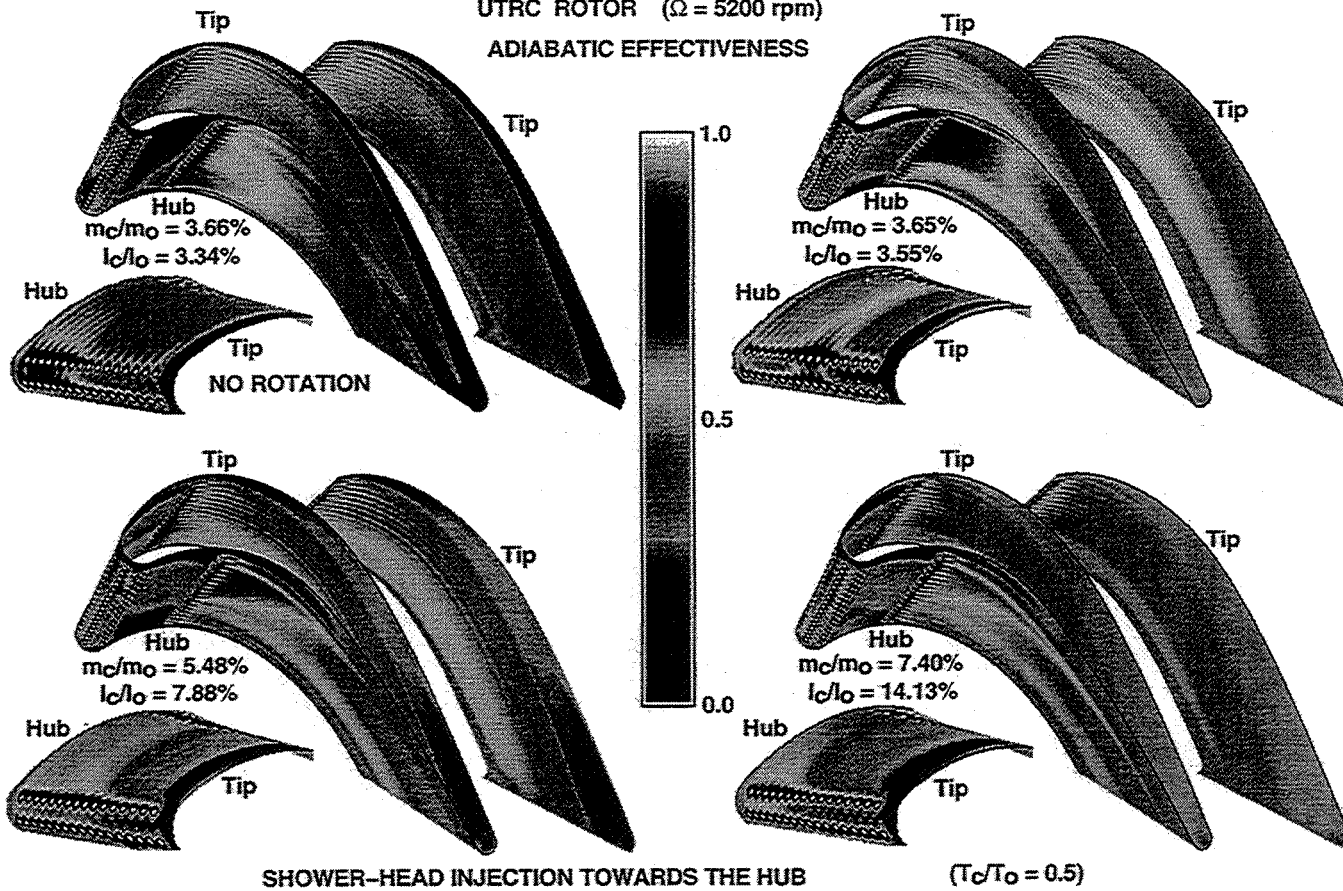 UTRC ROTOR (Ω = 5200 rpm)
ADIABATIC EFFECTIVENESS
Tip
Tip
Hub
mc/mo = 3.66%
Ic/Io = 3.34%
Hub
Tip
NO ROTATION
1.0
0.5
0.0
Tip
Tip
Hub
mc/mo = 3.65%
Ic/Io = 3.55%
Hub
Tip
Tip
Tip
Hub
mc/mo = 5.48%
Ic/Io = 7.88%
Hub
Tip
Tip
Tip
Hub
mc/mo = 7.40%
Ic/Io = 14.13%
Hub
Tip
SHOWER-HEAD INJECTION TOWARDS THE HUB
(Tc/To = 0.5)